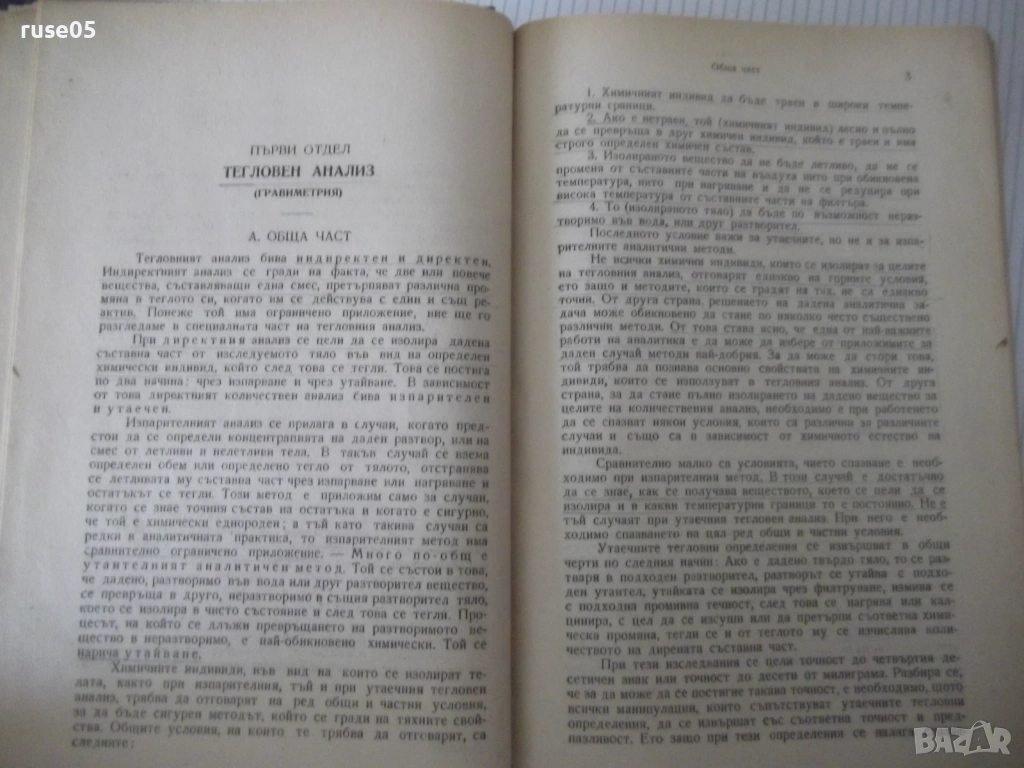 ruse05
ПЪРВИ ОТДЕЛ
ТЕГЛОВЕН АНАЛИЗ
(ГРАВИМЕТРИЯ)
А. ОБЩА ЧАСТ
Тегловният анализ бива индиректен и директен.
Индиректният анализ се гради на факта, че две или повече
вещества, съставляващи една смес, претърпяват различна про-
мяна в теглото си, когато им се действува с един и същ ре-
актив. Понеже той има ограничено приложение, ние ще го
разгледаме в специалната част на тегловния анализ.
При директния анализ се цели да се изолира дадена
съставна част от изследуемото тяло във вид на определен
химически индивид, който след това се тегли. Това се постига
по два начина: чрез изпарване и чрез утайване. В зависимост
от това директният количествен анализ бива изпарителен
и утаечен.
Изпарителният анализ се прилага в случаи, когато пред-
стои да се определи концентрацията на даден разтвор, или на
смес от летливи и нелетливи тела. В такъв случай се взема
определен обем или определено тегло от тялото, отстранява
се летливата му съставна част чрез изпарване или нагряване и
остатъкът се тегли. Този метод е приложим само за случаи,
когато се знае точния състав на остатъка и когато е сигурно,
че той е химически еднороден; а тъй като такива случаи са
редки в аналитичната практика, то изпарителният метод има
сравнително ограничено приложение. — Много по-общ е
утаителният аналитичен метод. Той се състои в това,
че дадено, разтворимо във вода или друг разтворител вещество,
се превръща в друго, неразтворимо в същия разтворител тяло,
което се изолира в чисто състояние и след това се тегли. Про-
цесът, на който се длъжи превръщането на разтворимото ве-
щество в неразтворимо, е най-обикновено химически. Той се
нарича утайване.
Химичните индивиди, във вид на които се изолират те-
лата, както при изпарителния, тъй и при утаечния тегловен
анализ, трябва да отговарят на ред общи и частни условия,
за да бъде сигурен методът, който се гради на тяхните свой-
ства. Общите условия, на които те трябва да отговарят, са
следните:
Обща част 5
1. Химичният индивид да бъде траен в широки темпе-
ратурни граници.
2. Ако е нетраен, той (химичният индивид) лесно и пълно
да се превръща в друг химичен индивид, който е траен и има
строго определен химичен състав.
3. Изолираното вещество да не бъде летливо, да не се
променя от съставните части на въздуха нито при обикновена
температура, нито при нагряване и да не се редуцира при
висока температура от съставните части на филтъра.
4. То (изолираното тяло) да бъде по възможност нераз-
творимо във вода, или друг разтворител.
Последното условие важи за утаечните, но не и за изпа-
рителните аналитични методи.
Не всички химични индивиди, които се изолират за целите
на тегловния анализ, отговарят еднакво на горните условия,
ето защо и методите, които се градят на тях, не са еднакво
точни. От друга страна, решението на дадена аналитична за-
дача може обикновено да стане по няколко често съществено
различни методи. От това става ясно, че една от най-важните
работи на аналитика е да може да избере от приложимите за
даден случай методи най-добрия. За да може да стори това,
той трябва да познава основно свойствата на химичните ин-
дивиди, които се използуват в тегловния анализ. От друга
страна, за да стане пълно изолирането на дадено вещество за
целите на количествения анализ, необходимо е при работенето
да се спазват някои условия, които са различни за различните
случаи и също са в зависимост от химичното естество на
индивида.
Сравнително малко са условията, чието спазване е необ-
ходимо при изпарителния метод. В този случай е достатъчно
да се знае, как се получава веществото, което се цели да се
изолира и в какви температурни граници то е постоянно. Не е
тъй случаят при утаечния тегловен анализ. При него е необ-
ходимо спазването на цял ред общи и частни условия.
Утаечните тегловни определения се извършват в общи
черти по следния начин: Ако е дадено твърдо тяло, то се раз-
твари в подходен разтворител, разтворът се утайва с подхо-
ден утаител, утайката се изолира чрез филтруване, измива се
с подходна промивна течност, след това се нагрява или кал-
цинира, с цел да се изсуши или да претърпи съответна химиче-
ска промяна, тегли се и от теглото му се изчислява коли-
чеството на дирената съставна част.
При тези изследвания се цели точност до четвъртия де-
сетичен знак или точност до десети от милиграма. Разбира се,
че за да може да се постигне такава точност, е необходимо, щото
всички манипулации, които съпътствуват утаечните тегловни
определения, да се извършат със съответна точност и пред-
пазливост. Ето защо при тези определения се налага
BAZAR